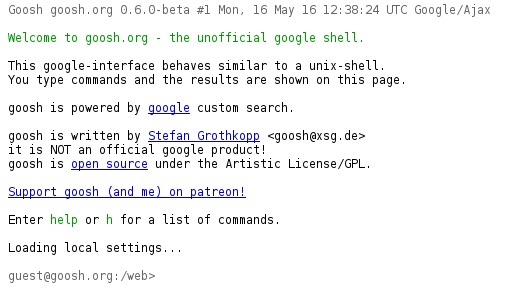 Goosh goosh.org 0.6.0-beta #1 Mon, 16 May 16 12:38:24 UTC Google/Ajax
Welcome to goosh.org - the unofficial google shell.
This google-interface behaves similar to a unix-shell.
You type commands and the results are shown on this page.
goosh is powered by google custom search.
goosh is written by Stefan Grothkopp <goosh@xsg.de>
it is NOT an official google product!
goosh is open source under the Artistic License/GPL.
Support goosh (and me) on patreon!
Enter help or h for a list of commands.
Loading local settings...
guest@goosh.org:/web>